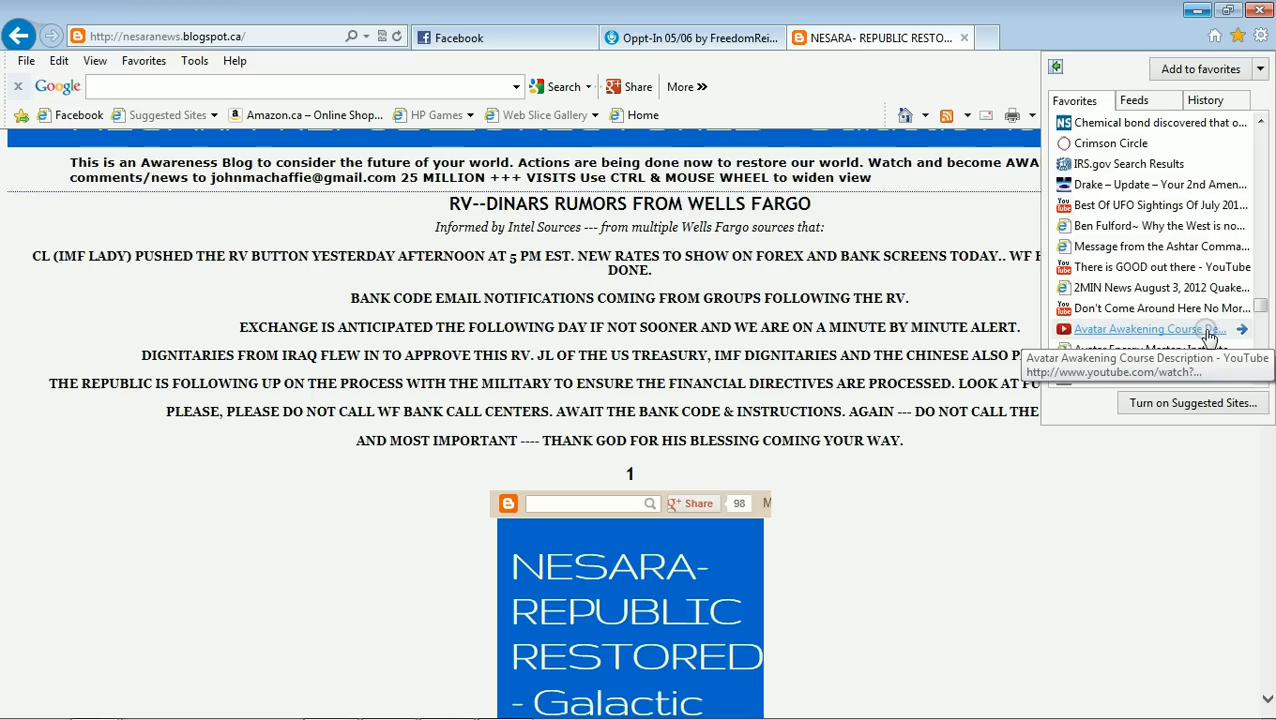 http://nesaranews.blogspot.ca/
Facebook
Oppt-In 05/06 by FreedomRei...
NESARA- REPUBLIC RESTO...
File Edit View Favorites Tools Help
Google
Search
Share
More »
Facebook
Suggested Sites
Amazon.com – Online Shop...
HP Games
Web Slice Gallery
Home
This is an Awareness Blog to consider the future of your world. Actions are being done now to restore our world. Watch and become AWA
comments/news to johnmachaffie@gmail.com 25 MILLION +++ VISITS Use CTRL & MOUSE WHEEL to widen view
RV--DINARS RUMORS FROM WELLS FARGO
Informed by Intel Sources --- from multiple Wells Fargo sources that:
CL (IMF LADY) PUSHED THE RV BUTTON YESTERDAY AFTERNOON AT 5 PM EST. NEW RATES TO SHOW ON FOREX AND BANK SCREENS TODAY.. WF
DONE.
BANK CODE EMAIL NOTIFICATIONS COMING FROM GROUPS FOLLOWING THE RV.
EXCHANGE IS ANTICIPATED THE FOLLOWING DAY IF NOT SOONER AND WE ARE ON A MINUTE BY MINUTE ALERT.
DIGNITARIES FROM IRAQ FLEW IN TO APPROVE THIS RV. JL OF THE US TREASURY, IMF DIGNITARIES AND THE CHINESE ALSO P
THE REPUBLIC IS FOLLOWING UP ON THE PROCESS WITH THE MILITARY TO ENSURE THE FINANCIAL DIRECTIVES ARE PROCESSED. LOOK AT FU
PLEASE, PLEASE DO NOT CALL WF BANK CALL CENTERS. AWAIT THE BANK CODE & INSTRUCTIONS. AGAIN --- DO NOT CALL THE
AND MOST IMPORTANT ---- THANK GOD FOR HIS BLESSING COMING YOUR WAY.
1
Share 98 M
NESARA-
REPUBLIC
RESTORED
- Galactic
Add to favorites
Favorites Feeds History
Chemical bond discovered that o...
Crimson Circle
IRS.gov Search Results
Drake – Update – Your 2nd Amen...
Best Of UFO Sightings Of July 201...
Ben Fulford~ Why the West is no...
Message from the Ashtar Comma...
There is GOOD out there - YouTube
2MIN News August 3, 2012 Quake...
Don't Come Around Here No Mor...
Avatar Awakening Course De...
Avatar Awakening Course Description - YouTube
http://www.youtube.com/watch?...
Turn on Suggested Sites...